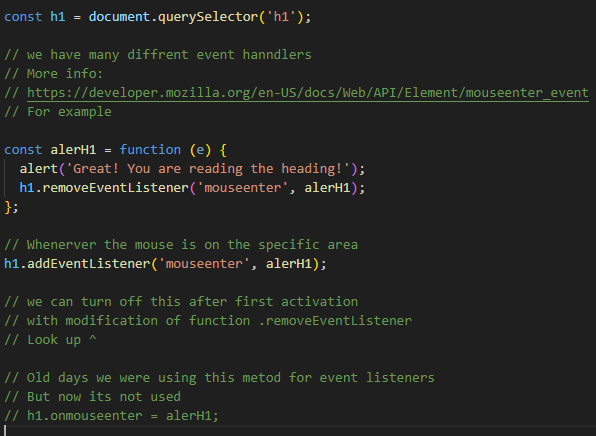 const h1 = document.querySelector('h1');
// we have many diffrent event hanndlers
// More info:
// https://developer.mozilla.org/en-US/docs/Web/API/Element/mouseenter_event
// For example
const alerH1 = function (e) {
  alert('Great! You are reading the heading!');
  h1.removeEventListener('mouseenter', alerH1);
};
// Whenerver the mouse is on the specific area
h1.addEventListener('mouseenter', alerH1);
// we can turn off this after first activation
// with modification of function .removeEventListener
// Look up ^
// Old days we were using this metod for event listeners
// But now its not used
// h1.onmouseenter = alerH1;